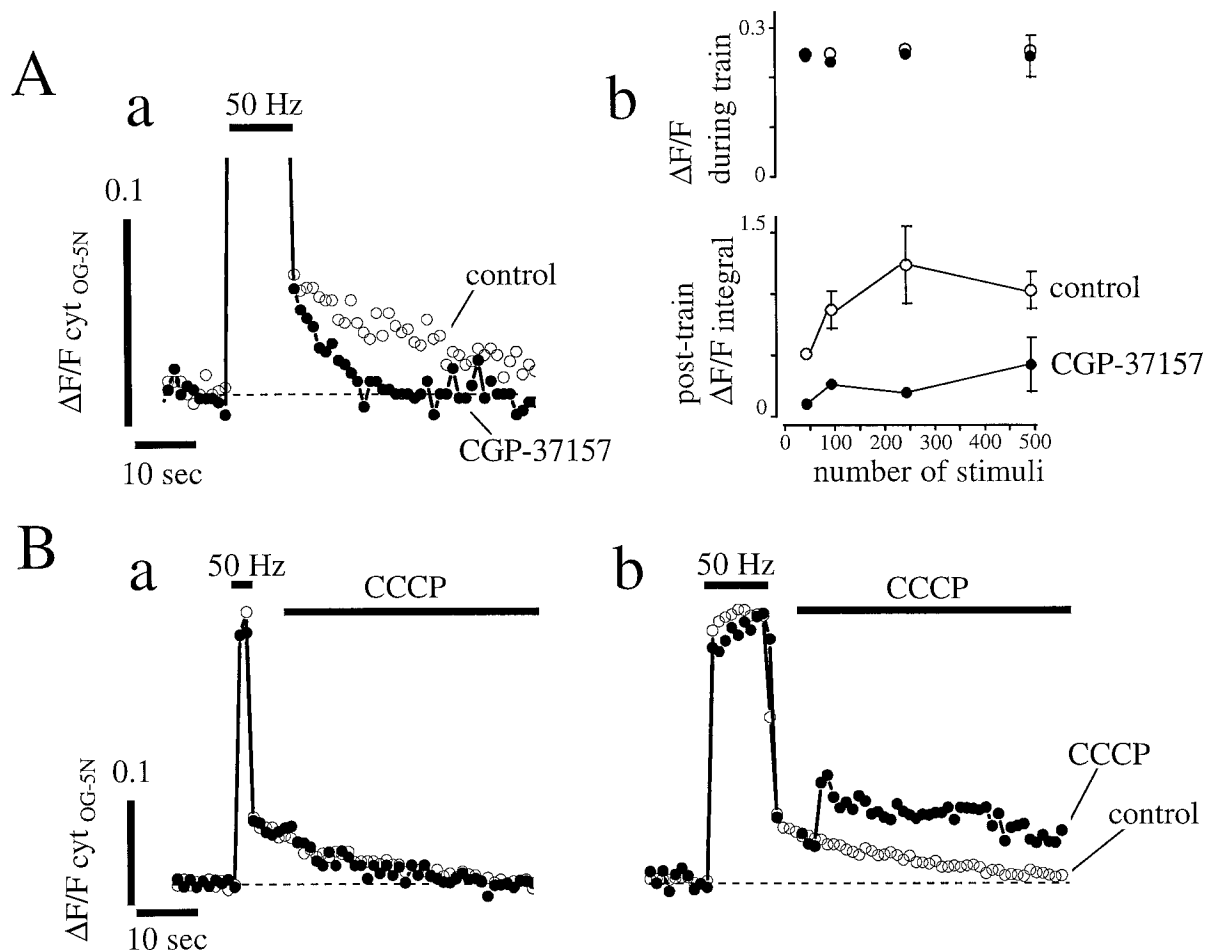 A
a
50 Hz
0.1
ΔF/F cyt OG-5N
10 sec
control
CGP-37157
b
0.3
ΔF/F
during train
0
1.5
post-train
ΔF/F integral
0
control
CGP-37157
0 100 200 300 400 500
number of stimuli
B
a
50 Hz
CCCP
0.1
ΔF/F cyt OG-5N
10 sec
b
50 Hz
CCCP
CCCP
control